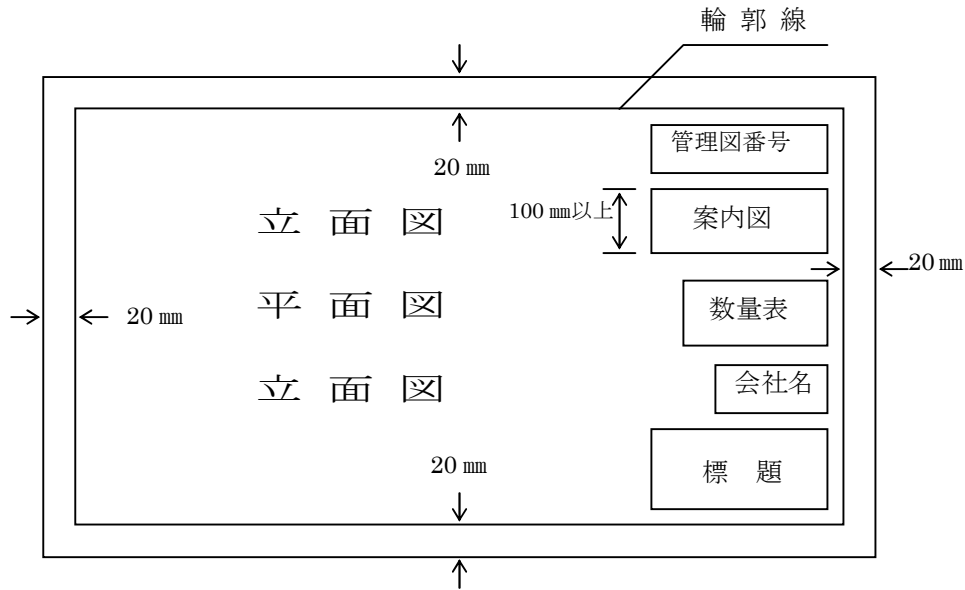 輪 郭 線
管理図番号
20 ㎜
100 ㎜以上
案内図
立 面 図
20 ㎜
数量表
平 面 図
20 ㎜
会社名
立 面 図
20 ㎜
標 題